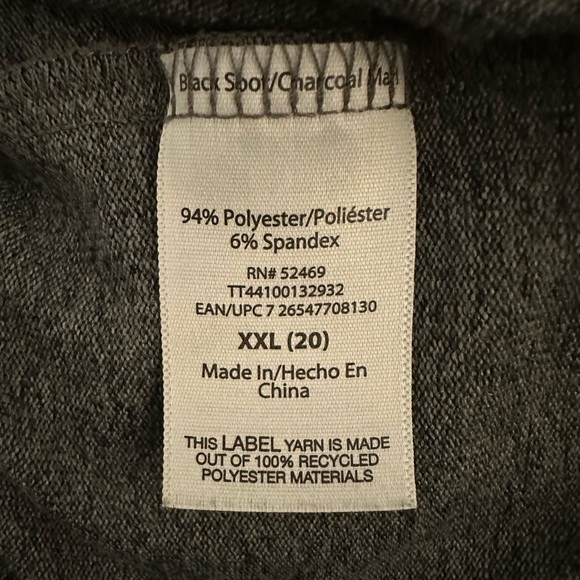 Black Soot/Charcoal Marl
94% Polyester/Poliéster
6% Spandex
RN# 52469
TT44100132932
EAN/UPC 7 26547708130
XXL (20)
Made In/Hecho En
China
THIS LABEL YARN IS MADE
OUT OF 100% RECYCLED
POLYESTER MATERIALS